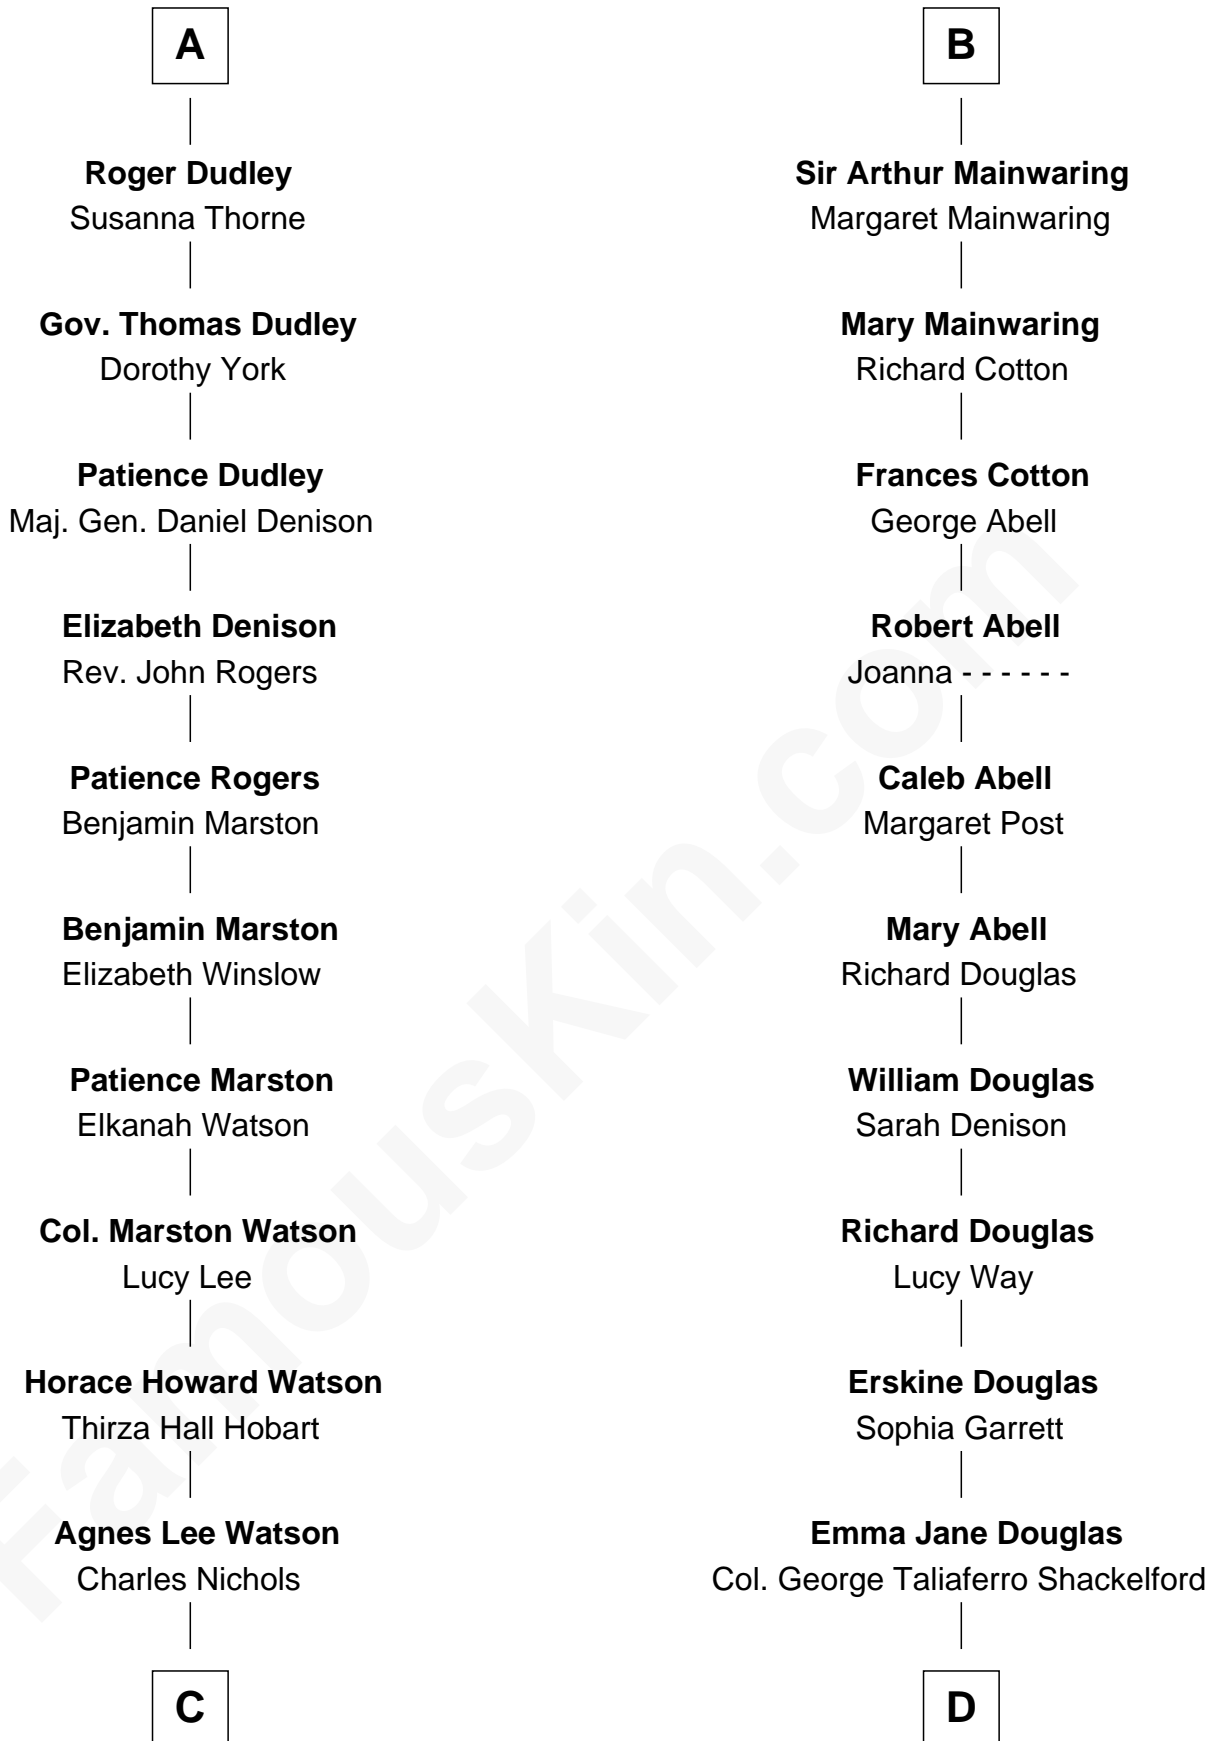 A
Roger Dudley
Susanna Thorne
Gov. Thomas Dudley
Dorothy York
Patience Dudley
Maj. Gen. Daniel Denison
Elizabeth Denison
Rev. John Rogers
Patience Rogers
Benjamin Marston
Benjamin Marston
Elizabeth Winslow
Patience Marston
Elkanah Watson
Col. Marston Watson
Lucy Lee
Horace Howard Watson
Thirza Hall Hobart
Agnes Lee Watson
Charles Nichols
C
B
Sir Arthur Mainwaring
Margaret Mainwaring
Mary Mainwaring
Richard Cotton
Frances Cotton
George Abell
Robert Abell
Joanna - - - - - -
Caleb Abell
Margaret Post
Mary Abell
Richard Douglas
William Douglas
Sarah Denison
Richard Douglas
Lucy Way
Erskine Douglas
Sophia Garrett
Emma Jane Douglas
Col. George Taliaferro Shackelford
D
FamousKin.com